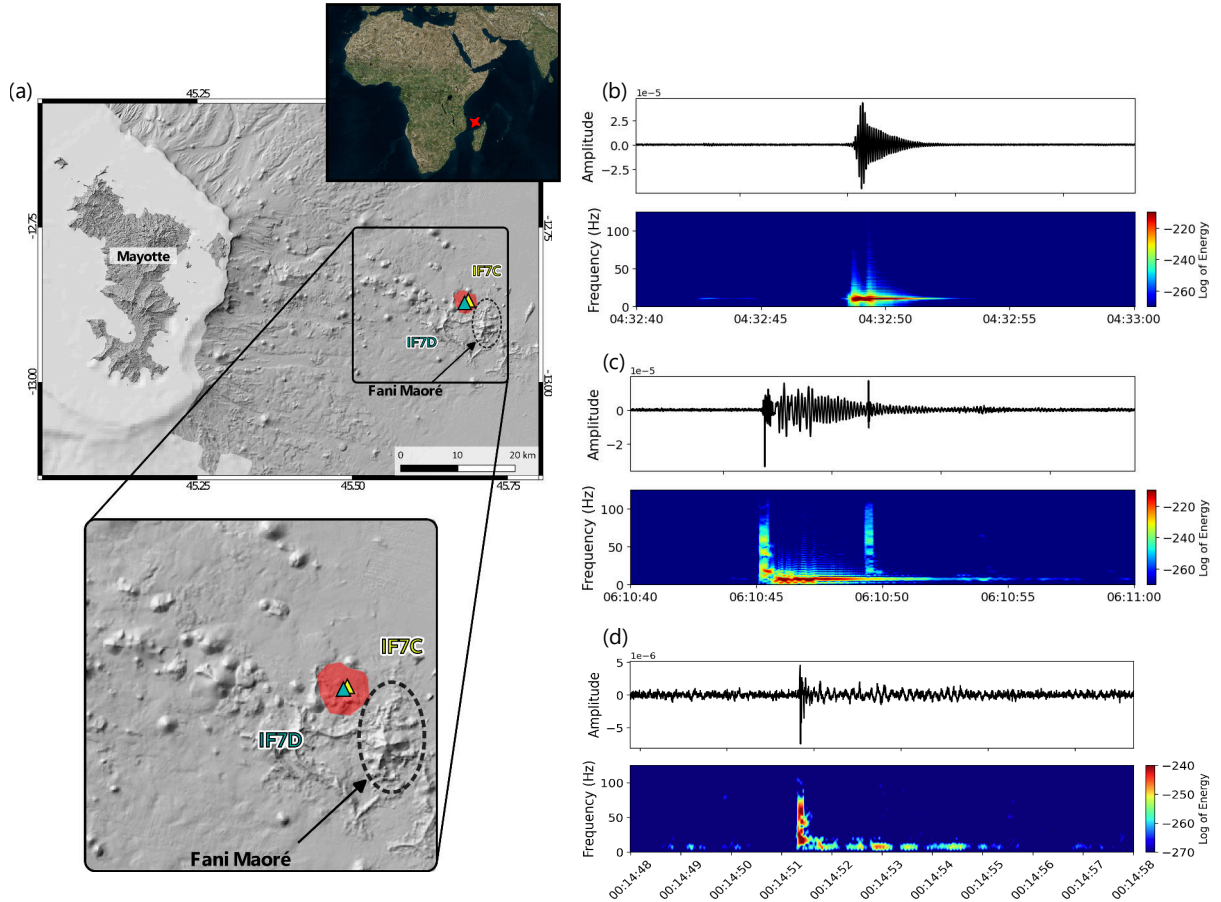 (a)
45.25
-12.75
-12.75
Mayotte
IF7C
IF7D
Fani Maoré
-13.00
-13.00
0 10 20 km
45.25 45.50 45.75
IF7C
IF7D
Fani Maoré
(b)
1e−5
Amplitude
2.5
0.0
−2.5
Frequency (Hz)
100
50
0
04:32:40 04:32:45 04:32:50 04:32:55 04:33:00
−220
−240
−260
Log of Energy
(c)
1e−5
Amplitude
0
−2
Frequency (Hz)
100
50
0
06:10:40 06:10:45 06:10:50 06:10:55 06:11:00
−220
−240
−260
Log of Energy
(d)
1e−6
Amplitude
5
0
−5
Frequency (Hz)
100
50
0
00:14:48 00:14:49 00:14:50 00:14:51 00:14:52 00:14:53 00:14:54 00:14:55 00:14:56 00:14:57 00:14:58
−240
−250
−260
−270
Log of Energy